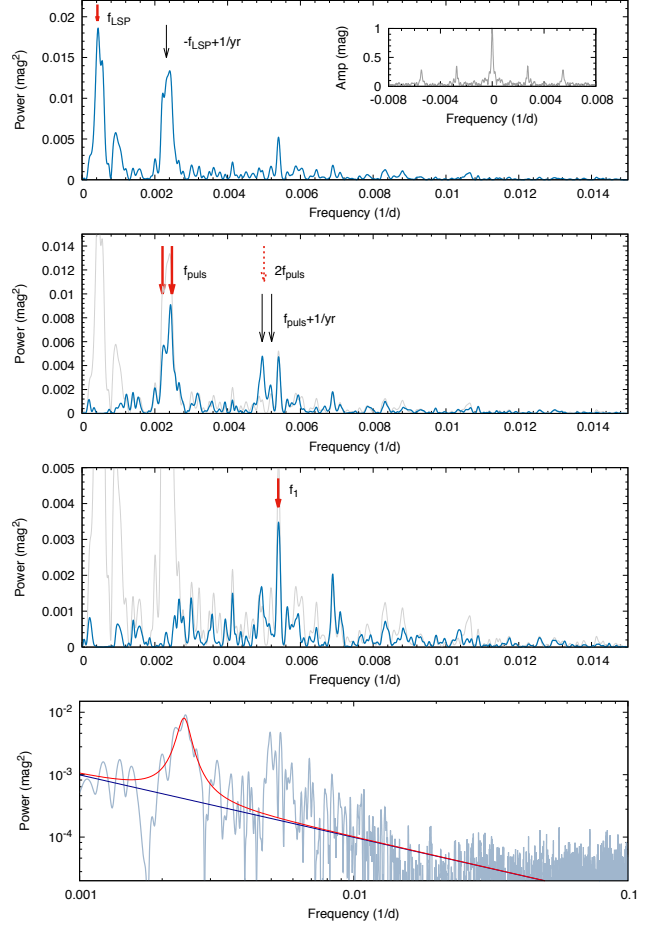 f_LSP
-f_LSP+1/yr
Power (mag²)
0.02
0.015
0.01
0.005
0
0 0.002 0.004 0.006 0.008 0.01 0.012 0.014
Frequency (1/d)
Amp (mag)
1
0.5
0
-0.008 -0.004 0 0.004 0.008
Frequency (1/d)
f_puls
2f_puls
f_puls+1/yr
Power (mag²)
0.014
0.012
0.01
0.008
0.006
0.004
0.002
0
0 0.002 0.004 0.006 0.008 0.01 0.012 0.014
Frequency (1/d)
f_1
Power (mag²)
0.005
0.004
0.003
0.002
0.001
0
0 0.002 0.004 0.006 0.008 0.01 0.012 0.014
Frequency (1/d)
Power (mag²)
10⁻²
10⁻³
10⁻⁴
0.001 0.01 0.1
Frequency (1/d)